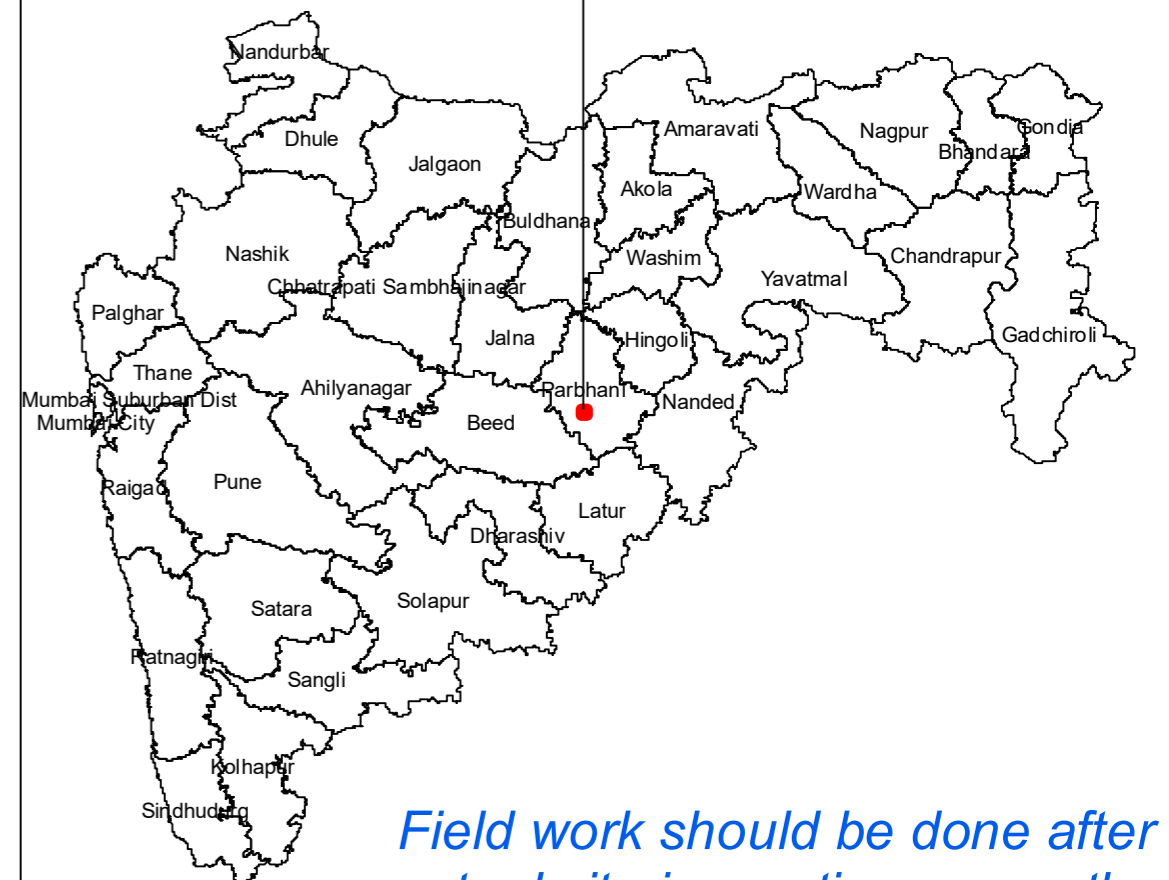 Nandurbar
Dhule
Jalgaon
Amaravati
Nagpur
Gondia
Bhandara
Akola
Wardha
Buldhana
Nashik
Washim
Chandrapur
Yavatmal
Chhatrapati Sambhajinagar
Palghar
Jalna
Hingoli
Gadchiroli
Thane
Ahilyanagar
Parbhani
Mumbai Suburban Dist
Nanded
Mumbai City
Beed
Raigad
Pune
Latur
Dharashiv
Satara
Solapur
Ratnagiri
Sangli
Kolhapur
Sindhudurg
Field work should be done after